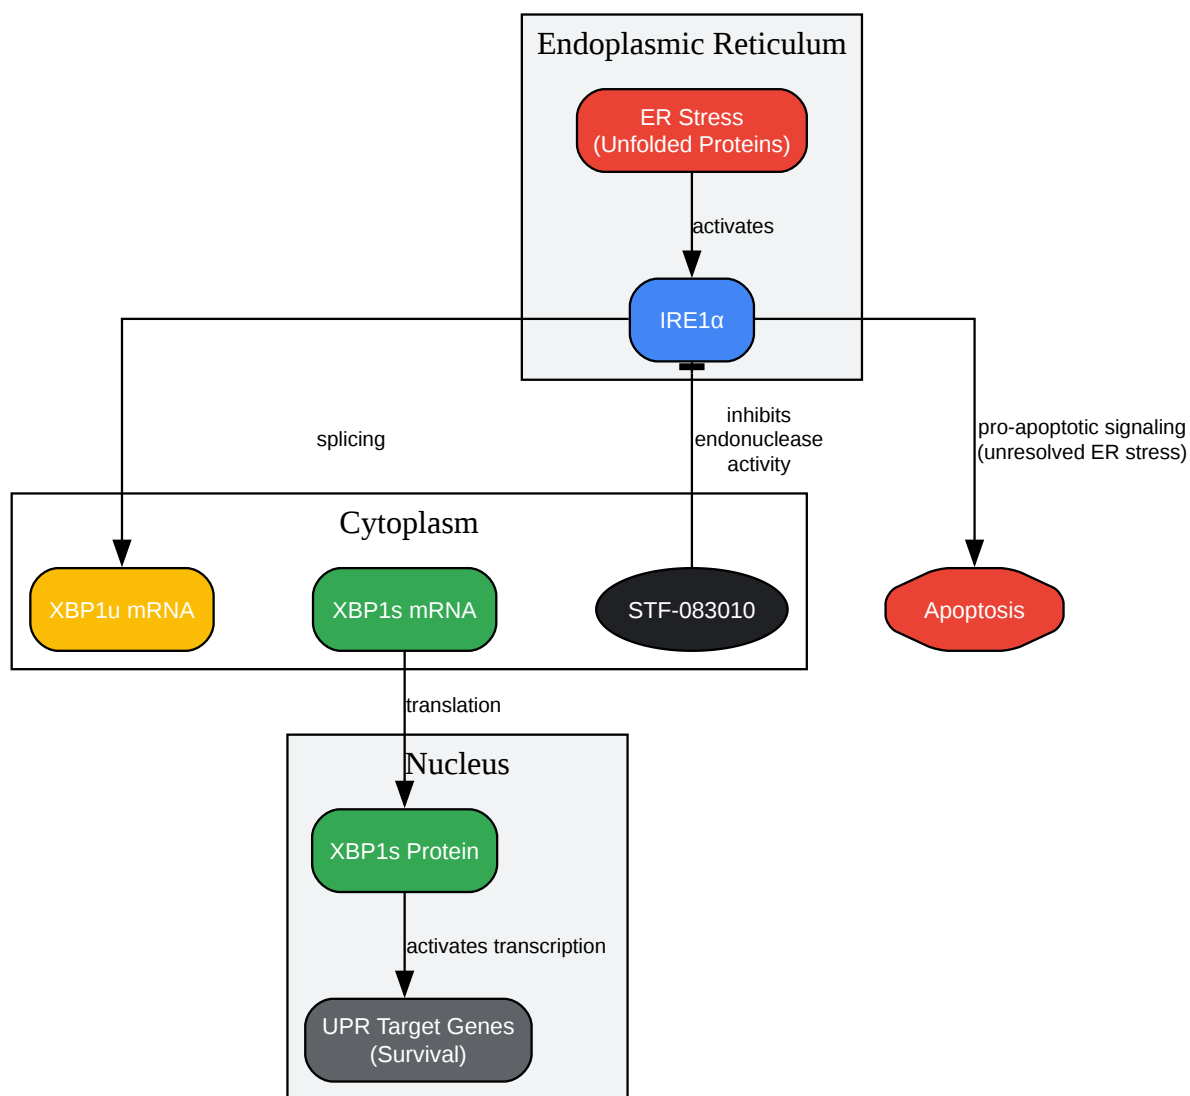 Endoplasmic Reticulum
ER Stress
(Unfolded Proteins)
activates
IRE1α
splicing
inhibits
endonuclease
activity
pro-apoptotic signaling
(unresolved ER stress)
Cytoplasm
XBP1u mRNA
XBP1s mRNA
STF-083010
Apoptosis
translation
Nucleus
XBP1s Protein
activates transcription
UPR Target Genes
(Survival)